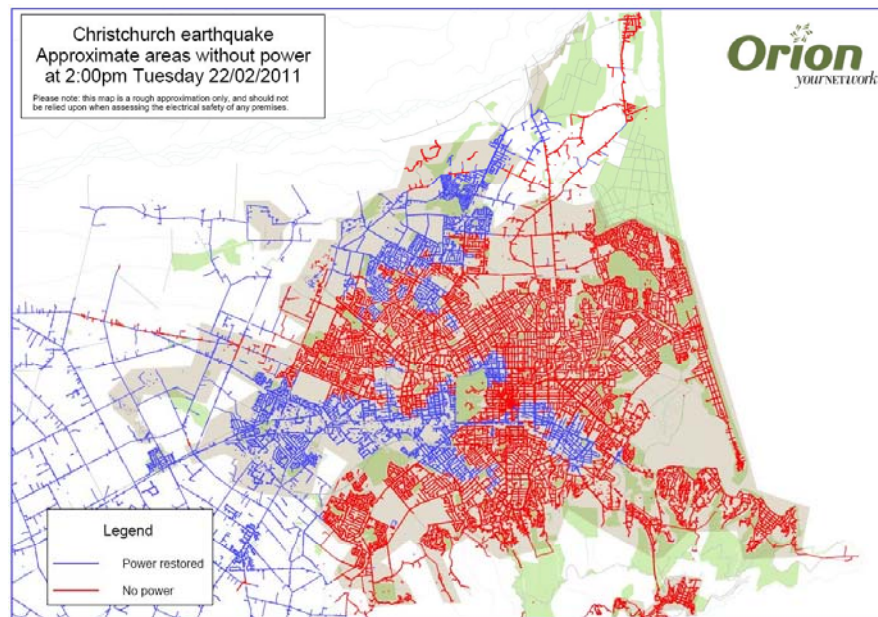 Christchurch earthquake
Approximate areas without power
at 2:00pm Tuesday 22/02/2011
Please note: this map is a rough approximation only, and should not
be relied upon when assessing the electrical safety of any premises.
Orion
yourNETwork
Legend
Power restored
No power